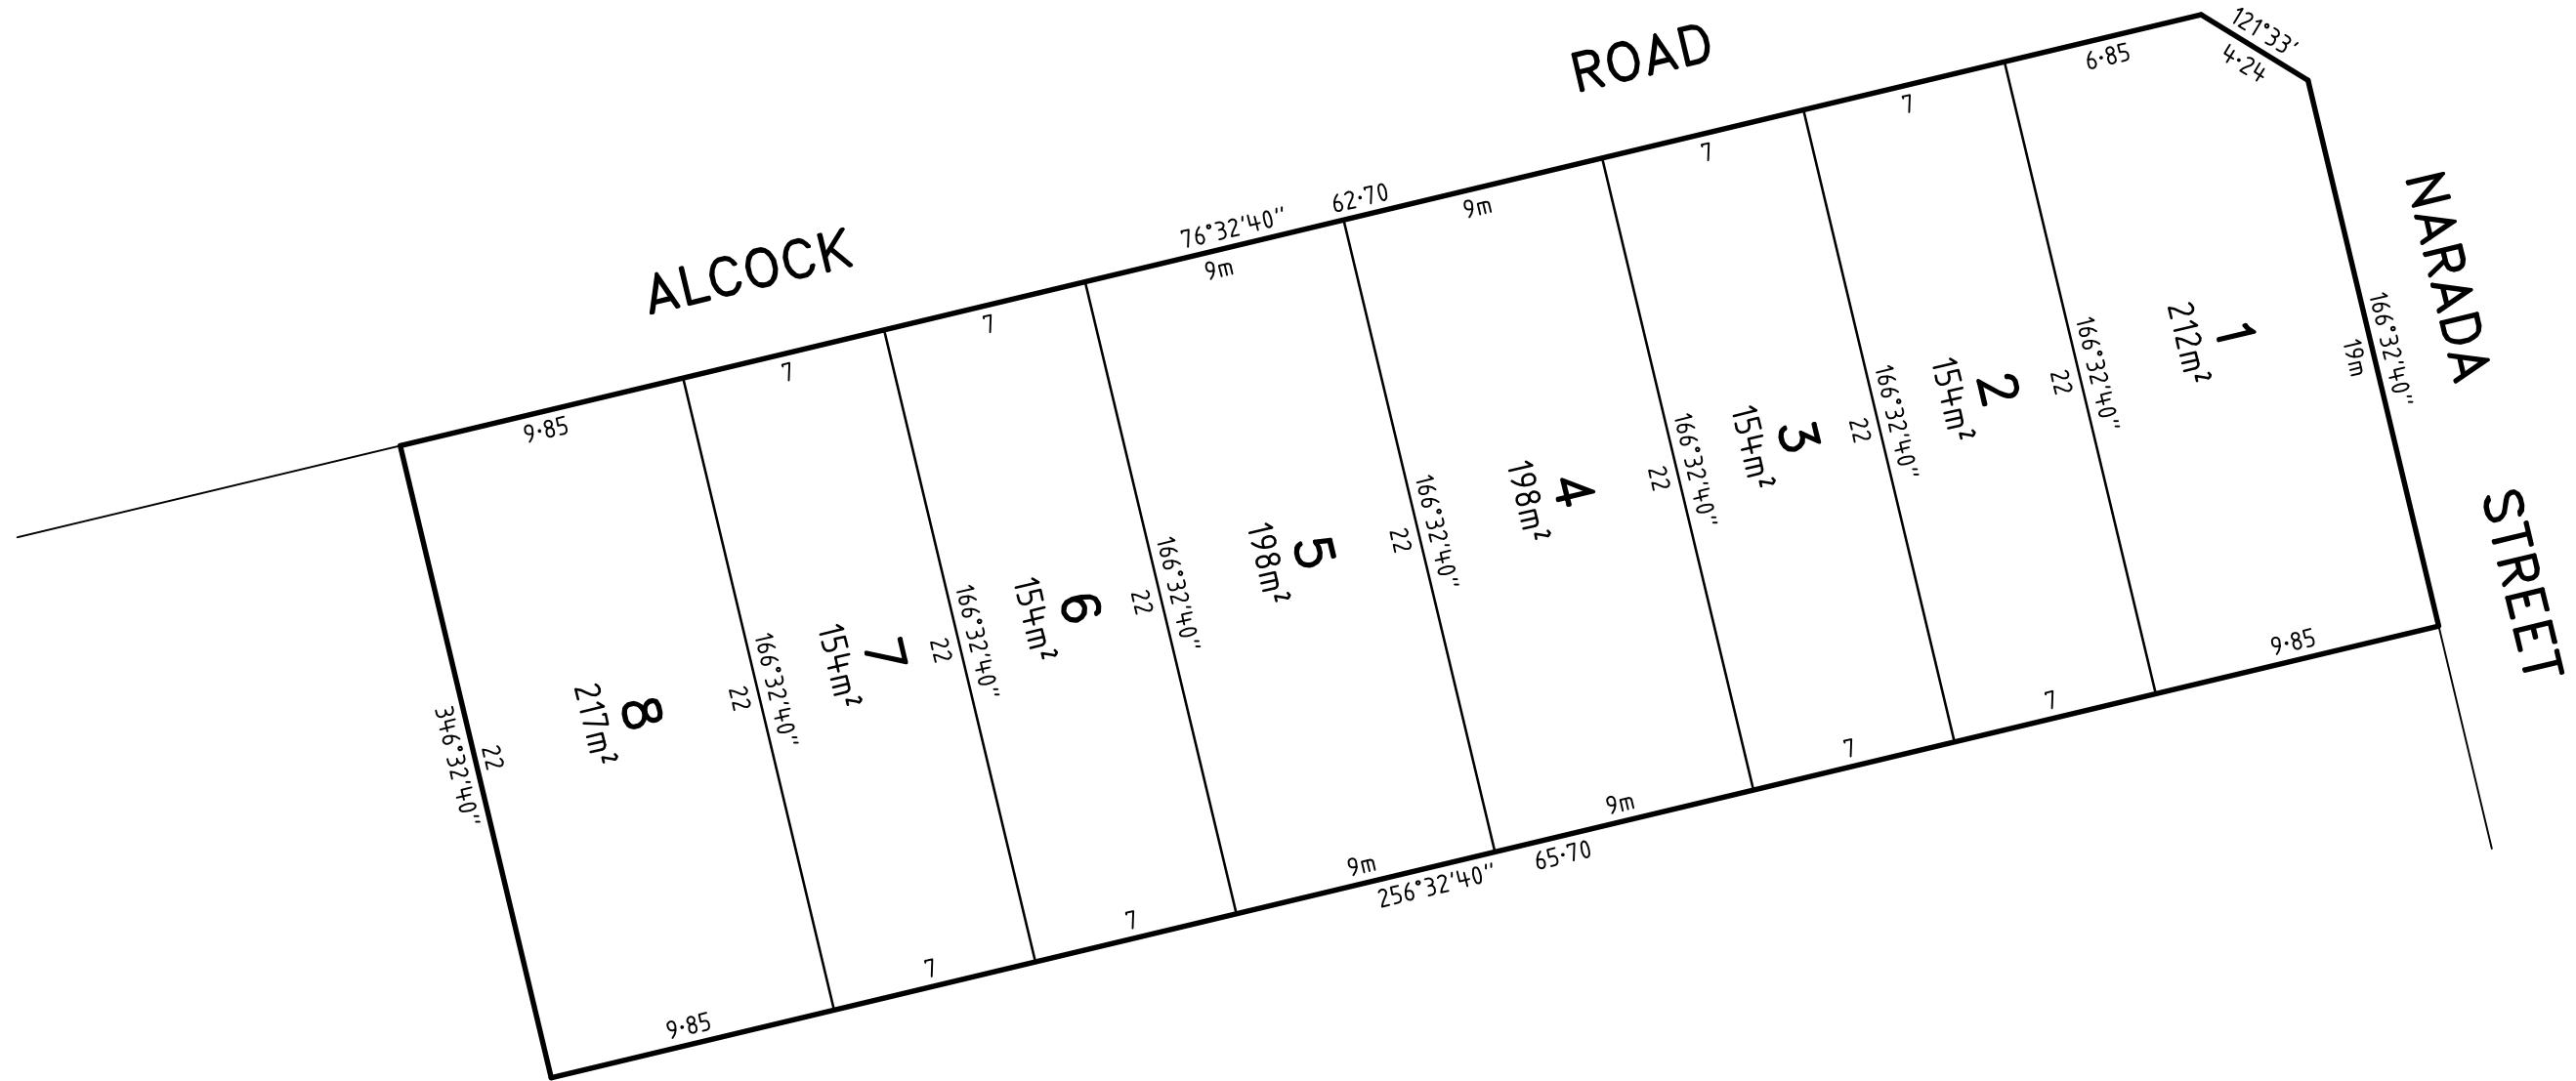 ALCOCK ROAD
NARADA STREET
76°32'40" 62·70
121°33'
4·24
6·85
7
7
9m
9m
7
7
9·85
166°32'40"
19m
1
212m²
166°32'40"
22
2
154m²
166°32'40"
22
3
154m²
166°32'40"
22
4
198m²
166°32'40"
22
5
198m²
166°32'40"
22
6
154m²
166°32'40"
22
7
154m²
166°32'40"
22
8
217m²
22
346°32'40"
9·85
7
7
9m
9m
7
7
9·85
256°32'40" 65·70